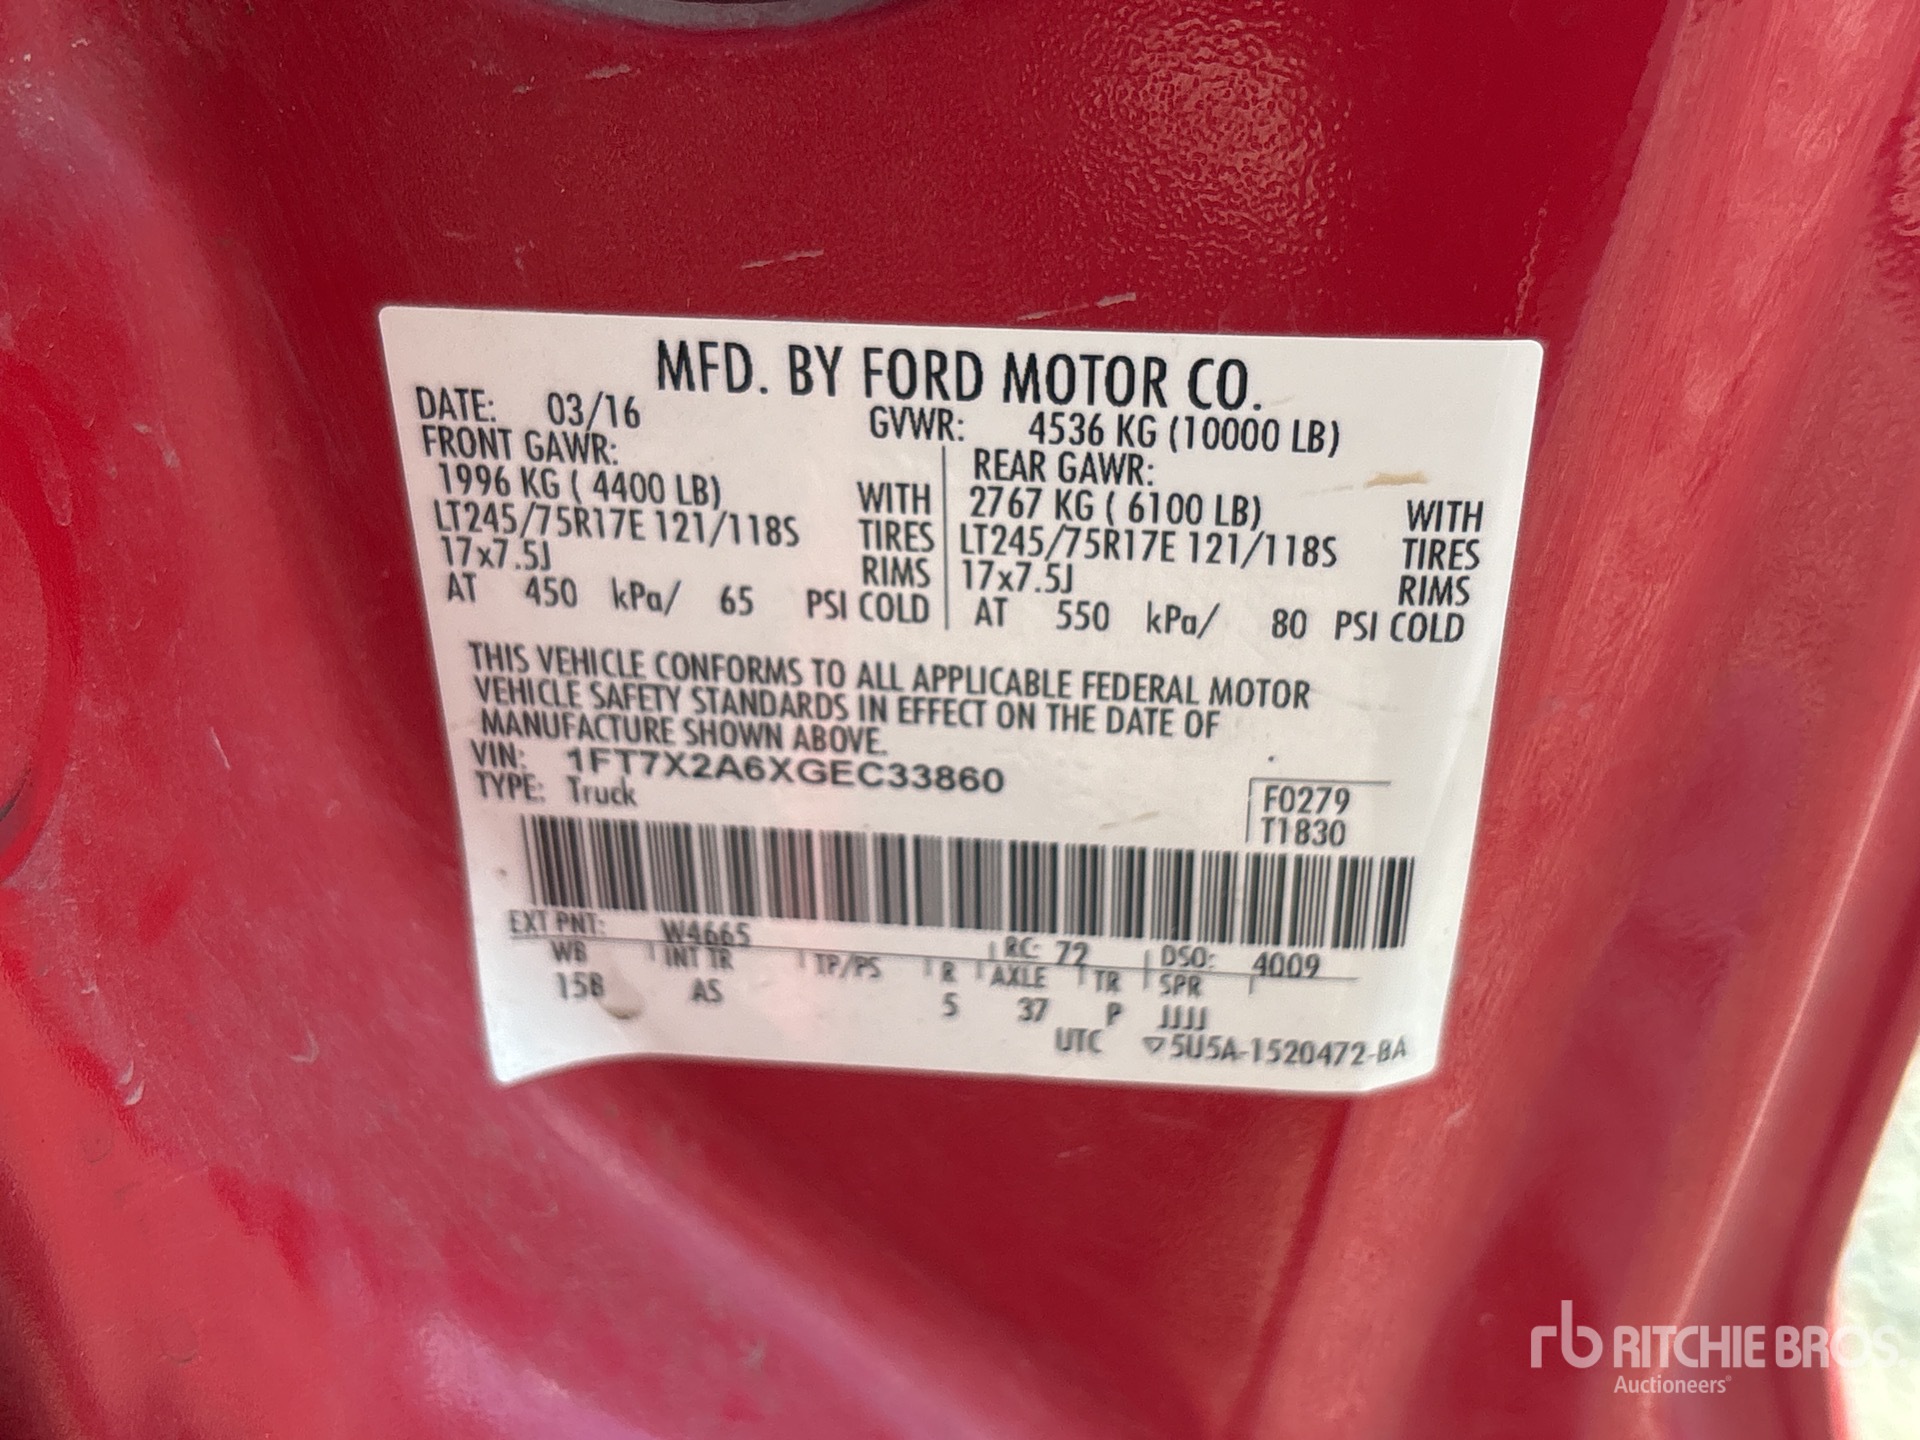 MFD. BY FORD MOTOR CO.
DATE: 03/16 GVWR: 4536 KG (10000 LB)
FRONT GAWR: REAR GAWR:
1996 KG ( 4400 LB) WITH 2767 KG ( 6100 LB) WITH
LT245/75R17E 121/118S TIRES LT245/75R17E 121/118S TIRES
17x7.5J RIMS 17x7.5J RIMS
AT 450 kPa/ 65 PSI COLD AT 550 kPa/ 80 PSI COLD
THIS VEHICLE CONFORMS TO ALL APPLICABLE FEDERAL MOTOR
VEHICLE SAFETY STANDARDS IN EFFECT ON THE DATE OF
MANUFACTURE SHOWN ABOVE.
VIN: 1FT7X2A6XGEC33860
TYPE: Truck F0279
T1830
EXT PNT: W4665 RC: 72 DSO: 4009
WB INT TR TP/PS R AXLE TR SPR
15B AS 5 37 P JJJJ
UTC ▽5U5A-1520472-BA
rb RITCHIE BROS.
Auctioneers®